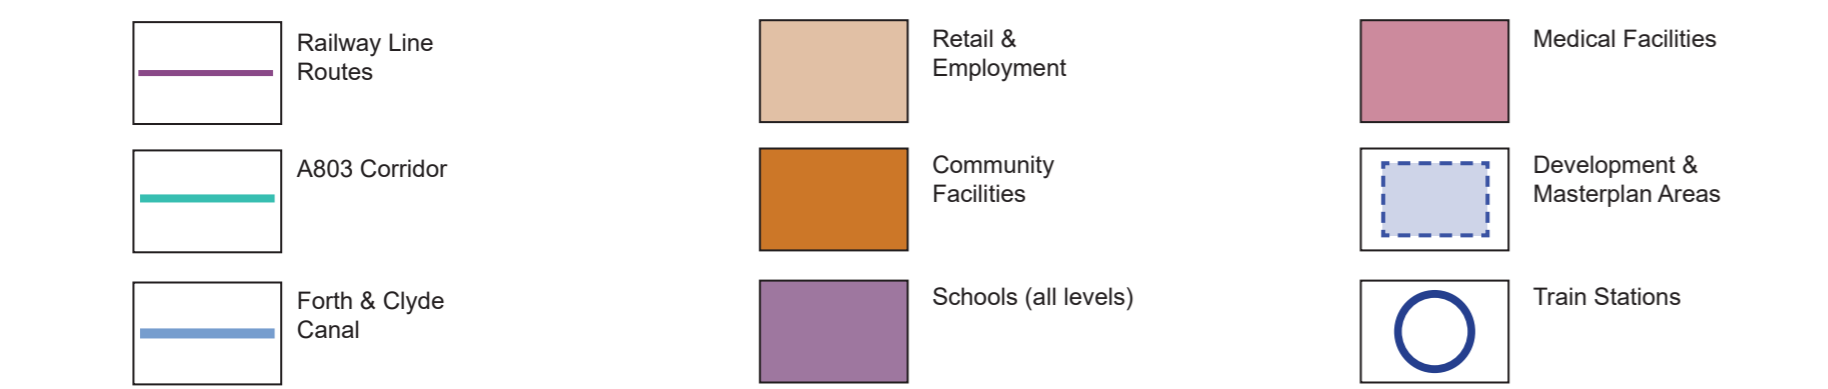 Railway Line
Routes
A803 Corridor
Forth & Clyde
Canal
Retail &
Employment
Community
Facilities
Schools (all levels)
Medical Facilities
Development &
Masterplan Areas
Train Stations